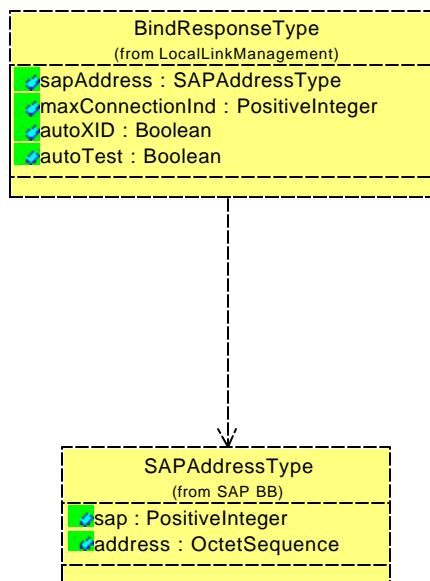 BindResponseType
(from LocalLinkManagement)
sapAddress : SAPAddressType
maxConnectionInd : PositiveInteger
autoXID : Boolean
autoTest : Boolean
SAPAddressType
(from SAP BB)
sap : PositiveInteger
address : OctetSequence